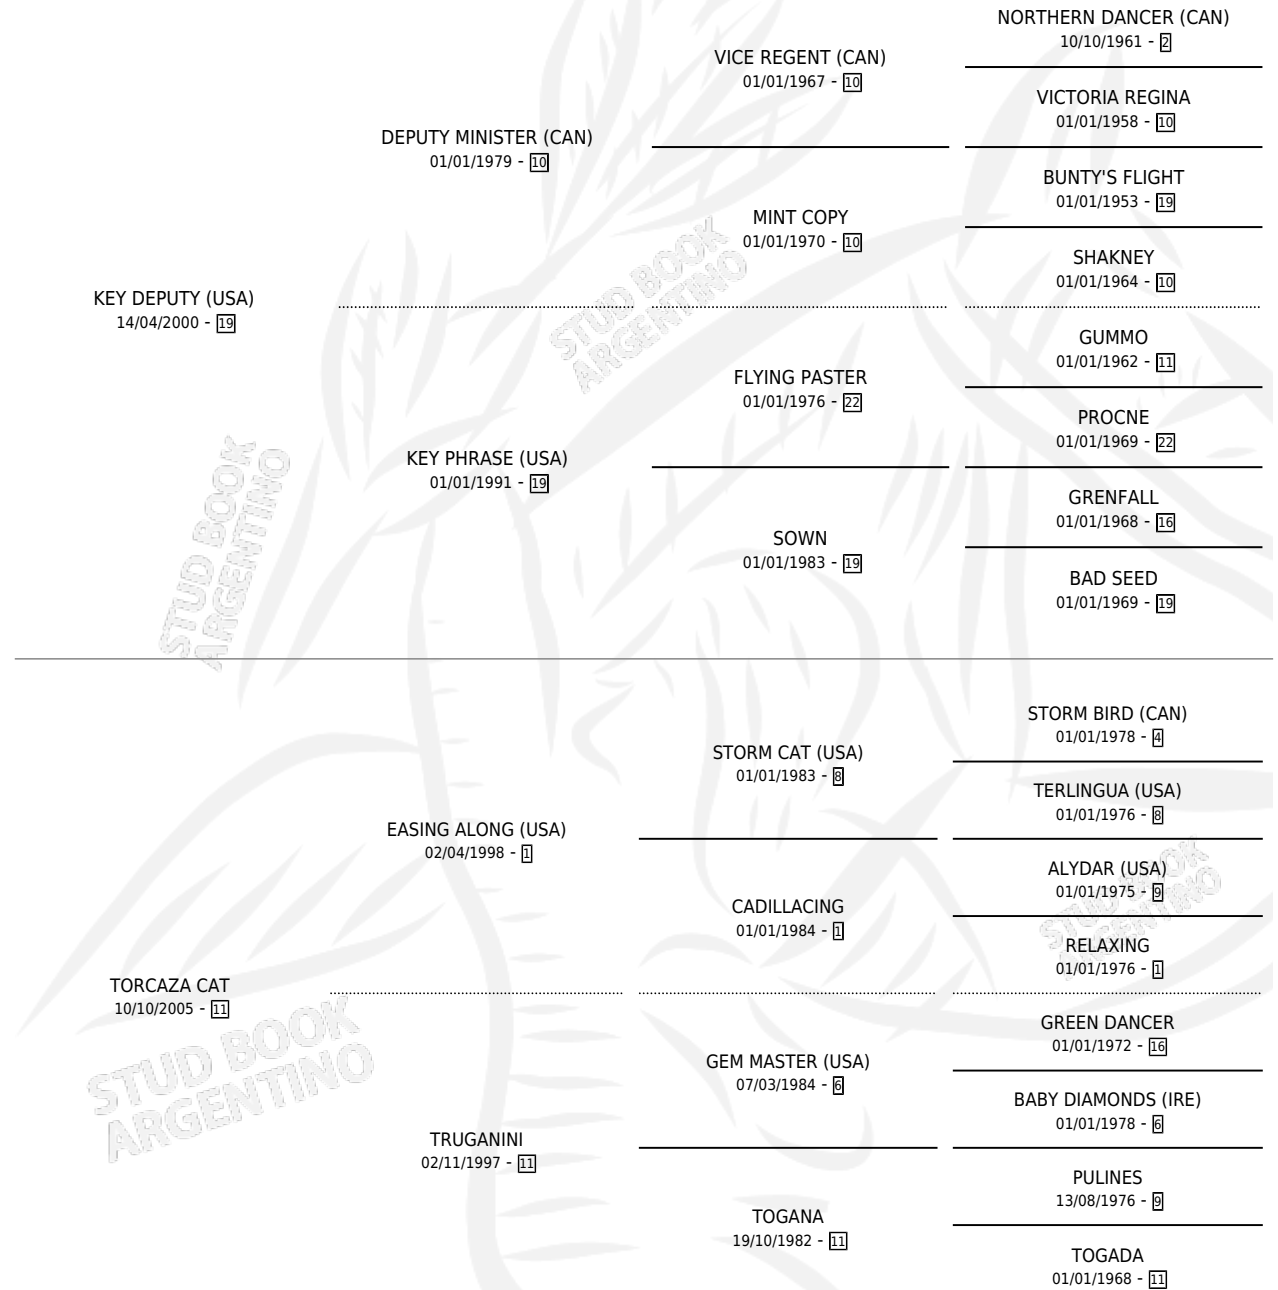 NORTHERN DANCER (CAN)
10/10/1961 - 2
VICE REGENT (CAN)
01/01/1967 - 10
VICTORIA REGINA
01/01/1958 - 10
DEPUTY MINISTER (CAN)
01/01/1979 - 10
BUNTY'S FLIGHT
01/01/1953 - 19
MINT COPY
01/01/1970 - 10
SHAKNEY
01/01/1964 - 10
KEY DEPUTY (USA)
14/04/2000 - 19
GUMMO
01/01/1962 - 11
FLYING PASTER
01/01/1976 - 22
PROCNE
01/01/1969 - 22
KEY PHRASE (USA)
01/01/1991 - 19
GRENFALL
01/01/1968 - 16
SOWN
01/01/1983 - 19
BAD SEED
01/01/1969 - 19
STORM BIRD (CAN)
01/01/1978 - 4
STORM CAT (USA)
01/01/1983 - 8
TERLINGUA (USA)
01/01/1976 - 8
EASING ALONG (USA)
02/04/1998 - 1
ALYDAR (USA)
01/01/1975 - 9
CADILLACING
01/01/1984 - 1
RELAXING
01/01/1976 - 1
TORCAZA CAT
10/10/2005 - 11
GREEN DANCER
01/01/1972 - 16
GEM MASTER (USA)
07/03/1984 - 6
BABY DIAMONDS (IRE)
01/01/1978 - 6
TRUGANINI
02/11/1997 - 11
PULINES
13/08/1976 - 9
TOGANA
19/10/1982 - 11
TOGADA
01/01/1968 - 11
STUD BOOK
ARGENTINO
STUD BOOK
ARGENTINO
STUD BOOK
ARGENTINO
STUD BOOK
ARGENTINO